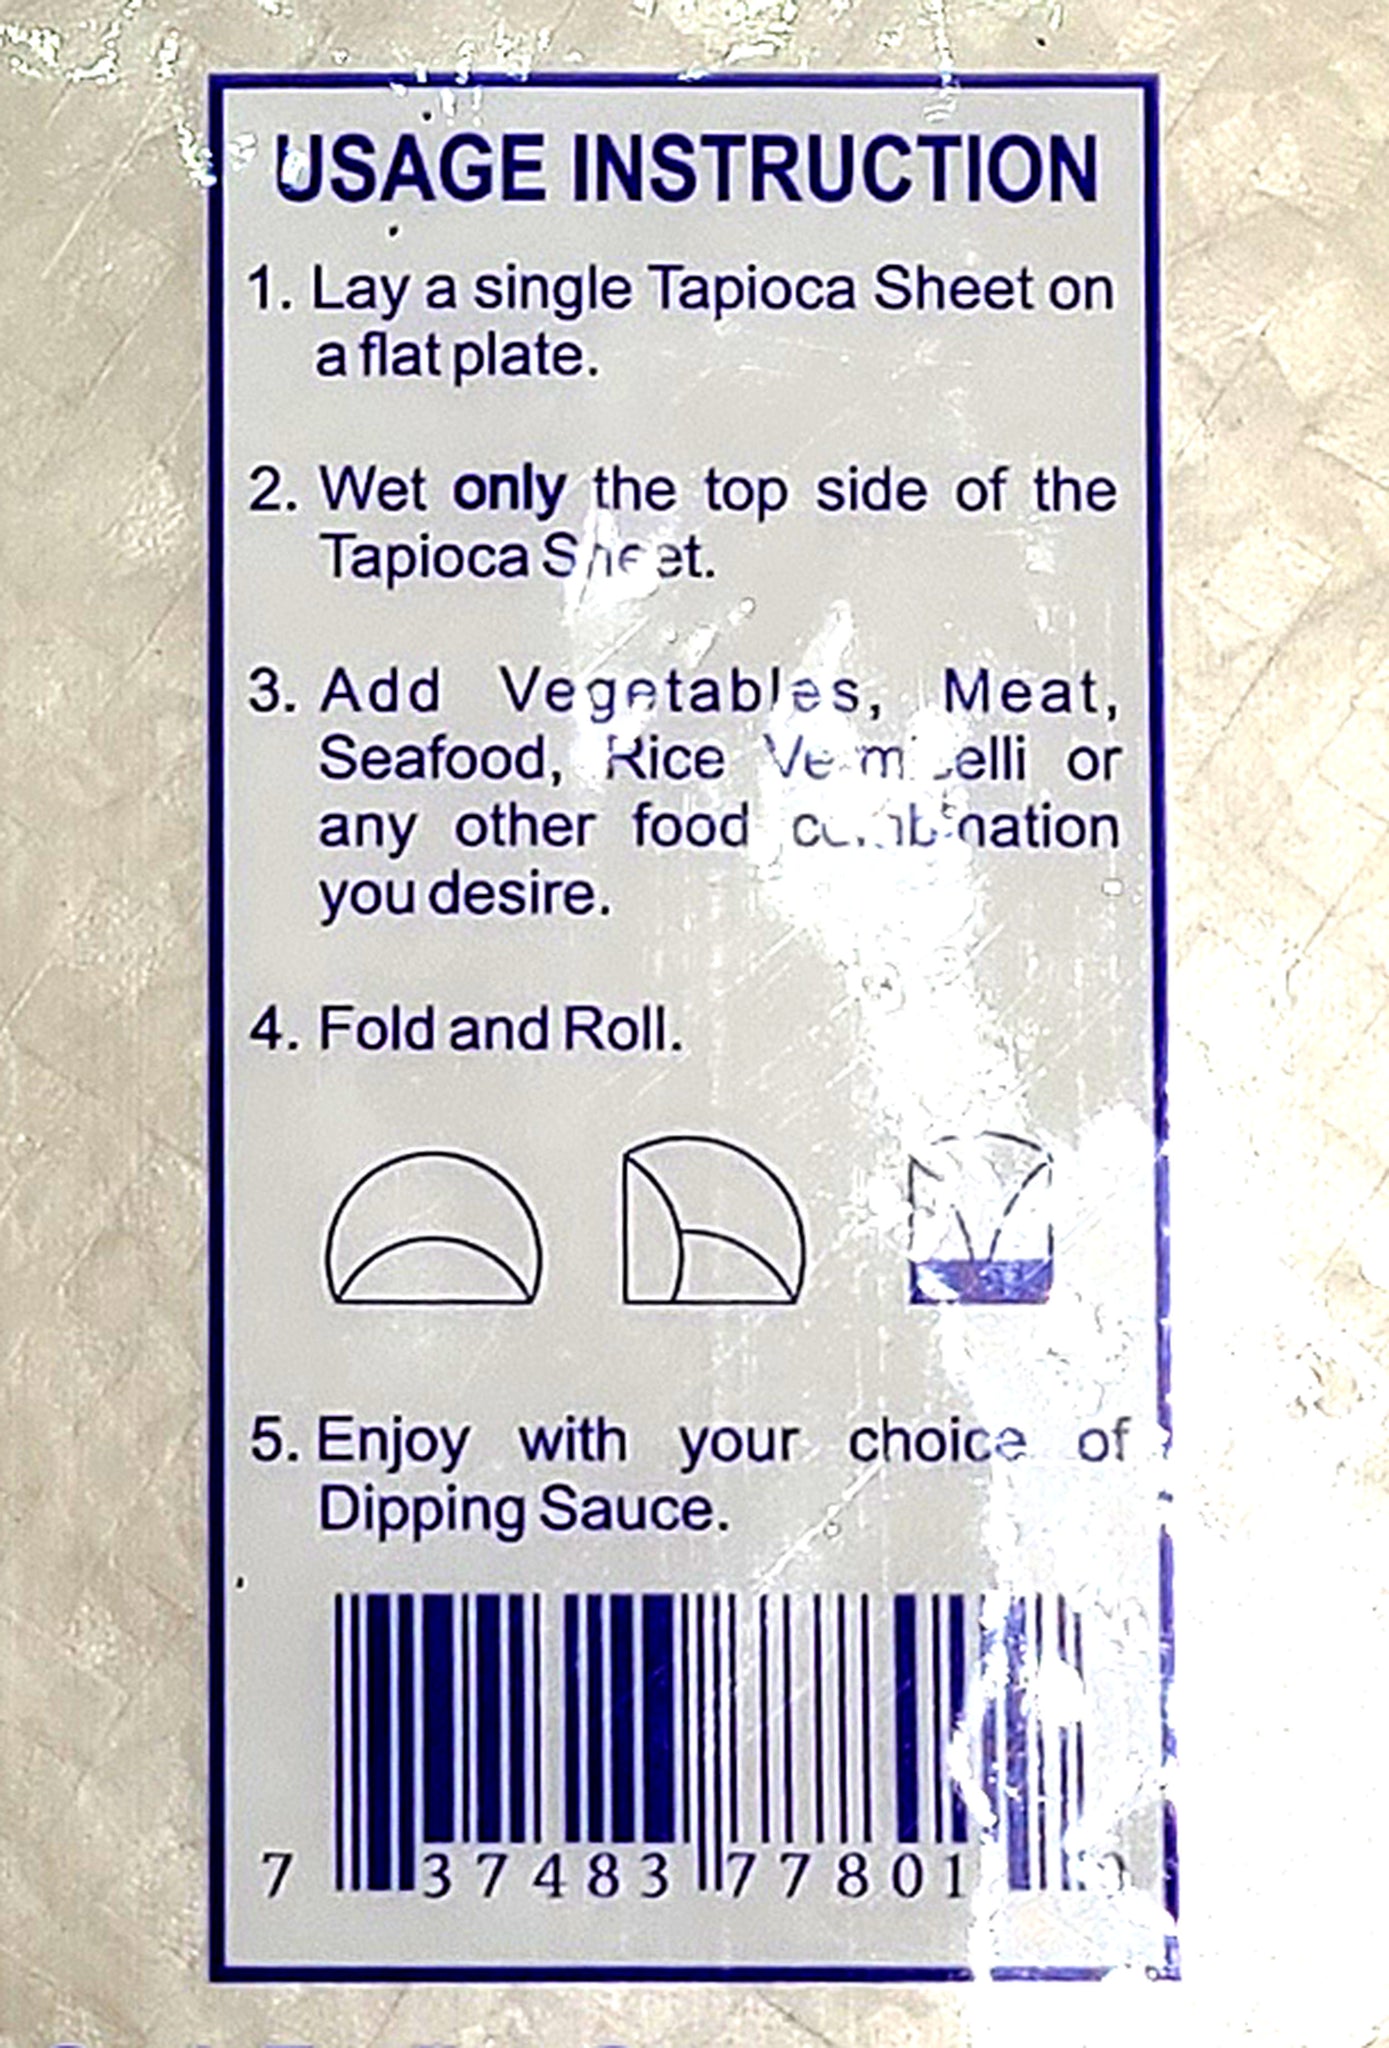 USAGE INSTRUCTION
1. Lay a single Tapioca Sheet on
a flat plate.
2. Wet only the top side of the
Tapioca Sheet.
3. Add Vegetables, Meat,
Seafood, Rice Vermicelli or
any other food combination
you desire.
4. Fold and Roll.
5. Enjoy with your choice of
Dipping Sauce.
7 37483 77801